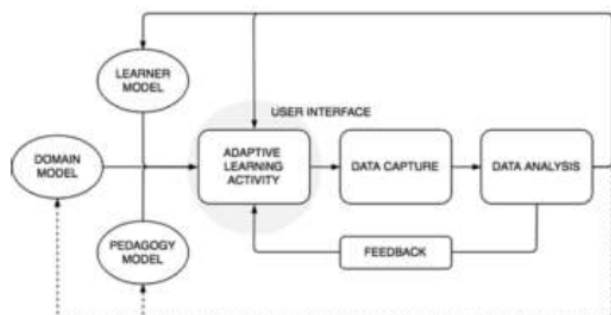 LEARNER
MODEL
USER INTERFACE
DOMAIN
MODEL
ADAPTIVE
LEARNING
ACTIVITY
DATA CAPTURE
DATA ANALYSIS
PEDAGOGY
MODEL
FEEDBACK